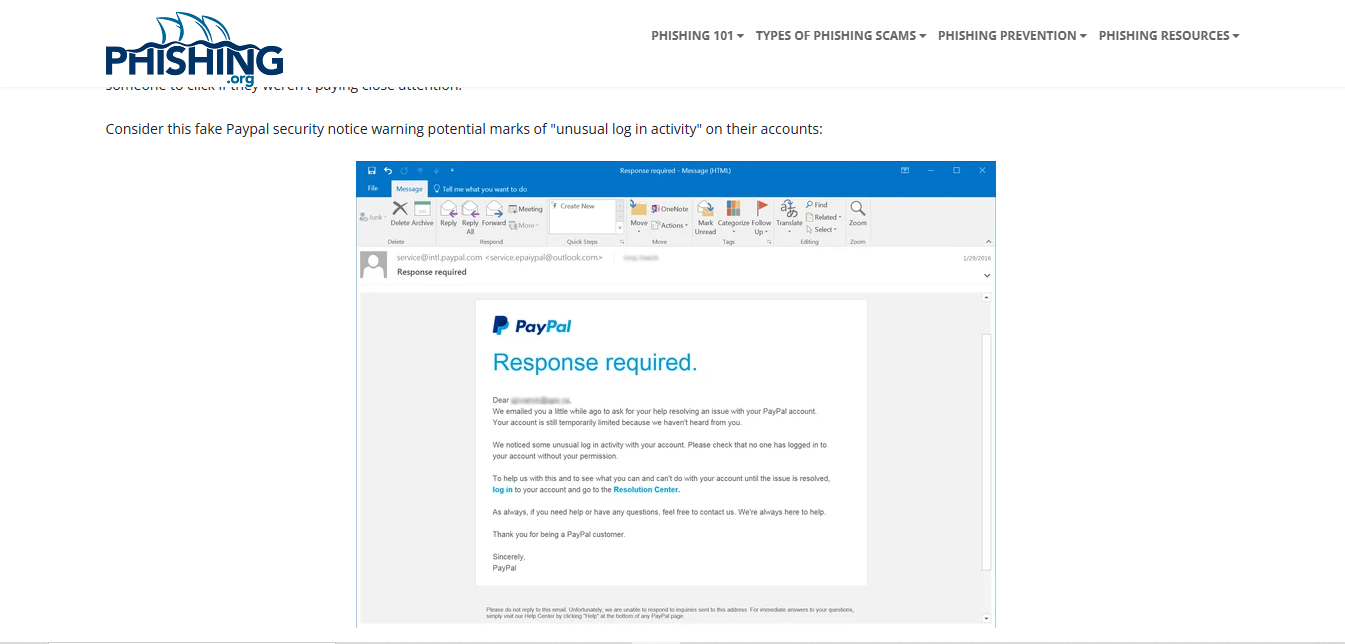 PHISHING
.org
PHISHING 101 TYPES OF PHISHING SCAMS PHISHING PREVENTION PHISHING RESOURCES
someone to click if they weren't paying close attention.
Consider this fake Paypal security notice warning potential marks of "unusual log in activity" on their accounts:
Response required - Message (HTML)
File Message Tell me what you want to do
Junk
Delete Archive
Reply Reply All Forward
Meeting
More
Create New
Move
OneNote
Actions
Mark Unread
Categorize
Follow Up
Translate
Find
Related
Select
Zoom
Delete Respond Quick Steps Move Tags Editing Zoom
service@intl.paypal.com <service.epaiypal@outlook.com>
1/29/2016
Response required
PayPal
Response required.
Dear
We emailed you a little while ago to ask for your help resolving an issue with your PayPal account.
Your account is still temporarily limited because we haven't heard from you.
We noticed some unusual log in activity with your account. Please check that no one has logged in to
your account without your permission.
To help us with this and to see what you can and can't do with your account until the issue is resolved,
log in to your account and go to the Resolution Center.
As always, if you need help or have any questions, feel free to contact us. We're always here to help.
Thank you for being a PayPal customer.
Sincerely,
PayPal
Please do not reply to this email. Unfortunately, we are unable to respond to inquiries sent to this address. For immediate answers to your questions,
simply visit our Help Center by clicking "Help" at the bottom of any PayPal page.